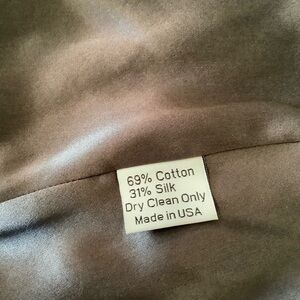 69% Cotton
31% Silk
Dry Clean Only
Made in USA